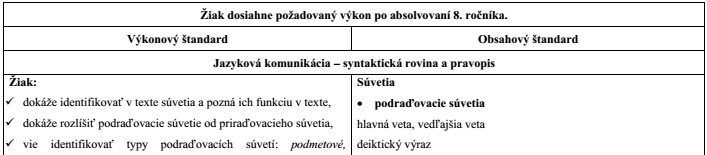 Žiak dosiahne požadovaný výkon po absolvovaní 8. ročníka.
Výkonový štandard
Obsahový štandard
Jazyková komunikácia – syntaktická rovina a pravopis
Žiak:
✓ dokáže identifikovať v texte súvetia a pozná ich funkciu v texte,
✓ dokáže rozlíšiť podraďovacie súvetie od priraďovacieho súvetia,
✓ vie identifikovať typy podraďovacích súvetí: podmetové,
Súvetia
• podraďovacie súvetia
hlavná veta, vedľajšia veta
deiktický výraz